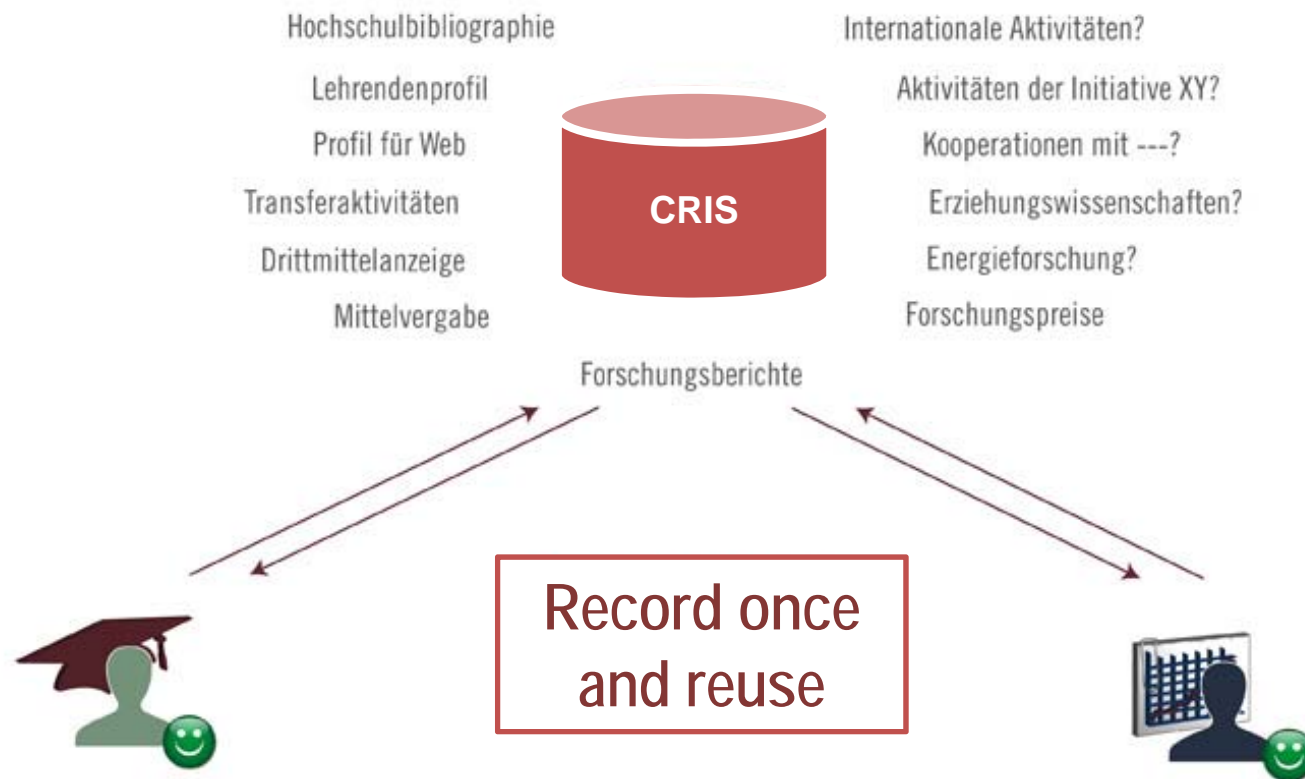 Hochschulbibliographie
Lehrendenprofil
Profil für Web
Transferaktivitäten
Drittmittelanzeige
Mittelvergabe
CRIS
Internationale Aktivitäten?
Aktivitäten der Initiative XY?
Kooperationen mit ---?
Erziehungswissenschaften?
Energieforschung?
Forschungspreise
Forschungsberichte
Record once
and reuse